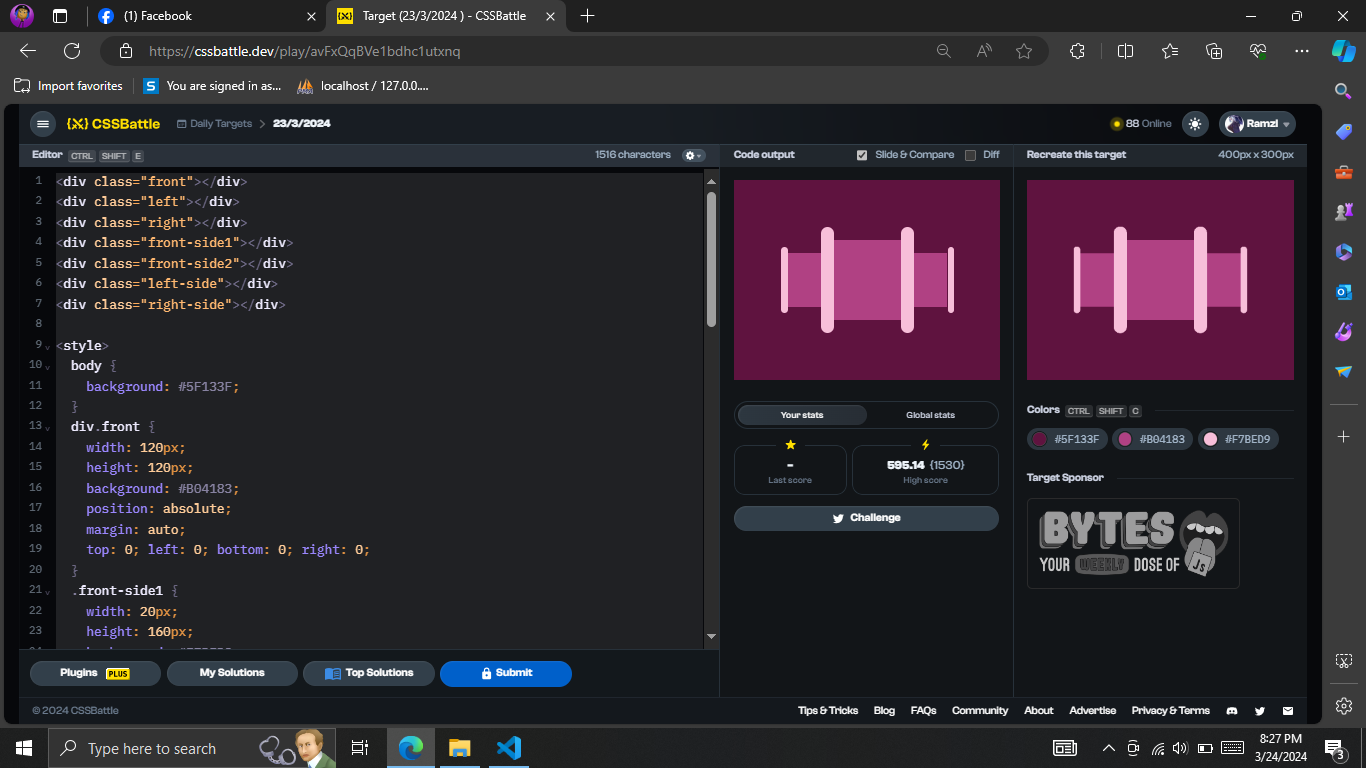 (1) Facebook
Target (23/3/2024 ) - CSSBattle
https://cssbattle.dev/play/avFxQqBVe1bdhc1utxnq
Import favorites
S
You are signed in as...
localhost / 127.0.0....
{X} CSSBattle
Daily Targets > 23/3/2024
88 Online
Ramzi
Editor CTRL SHIFT E
1516 characters
Code output
Slide & Compare
Diff
Recreate this target
400px x 300px
1 <div class="front"></div>
2 <div class="left"></div>
3 <div class="right"></div>
4 <div class="front-side1"></div>
5 <div class="front-side2"></div>
6 <div class="left-side"></div>
7 <div class="right-side"></div>
8
9 <style>
10 body {
11 background: #5F133F;
12 }
13 div.front {
14 width: 120px;
15 height: 120px;
16 background: #B04183;
17 position: absolute;
18 margin: auto;
19 top: 0; left: 0; bottom: 0; right: 0;
20 }
21 .front-side1 {
22 width: 20px;
23 height: 160px;
Your stats
Global stats
-
Last score
595.14 {1530}
High score
Challenge
Colors CTRL SHIFT C
#5F133F
#B04183
#F7BED9
Target Sponsor
BYTES
YOUR WEEKLY DOSE OF JS
Plugins PLUS
My Solutions
Top Solutions
Submit
© 2024 CSSBattle
Tips & Tricks
Blog
FAQs
Community
About
Advertise
Privacy & Terms
Type here to search
8:27 PM
3/24/2024
3